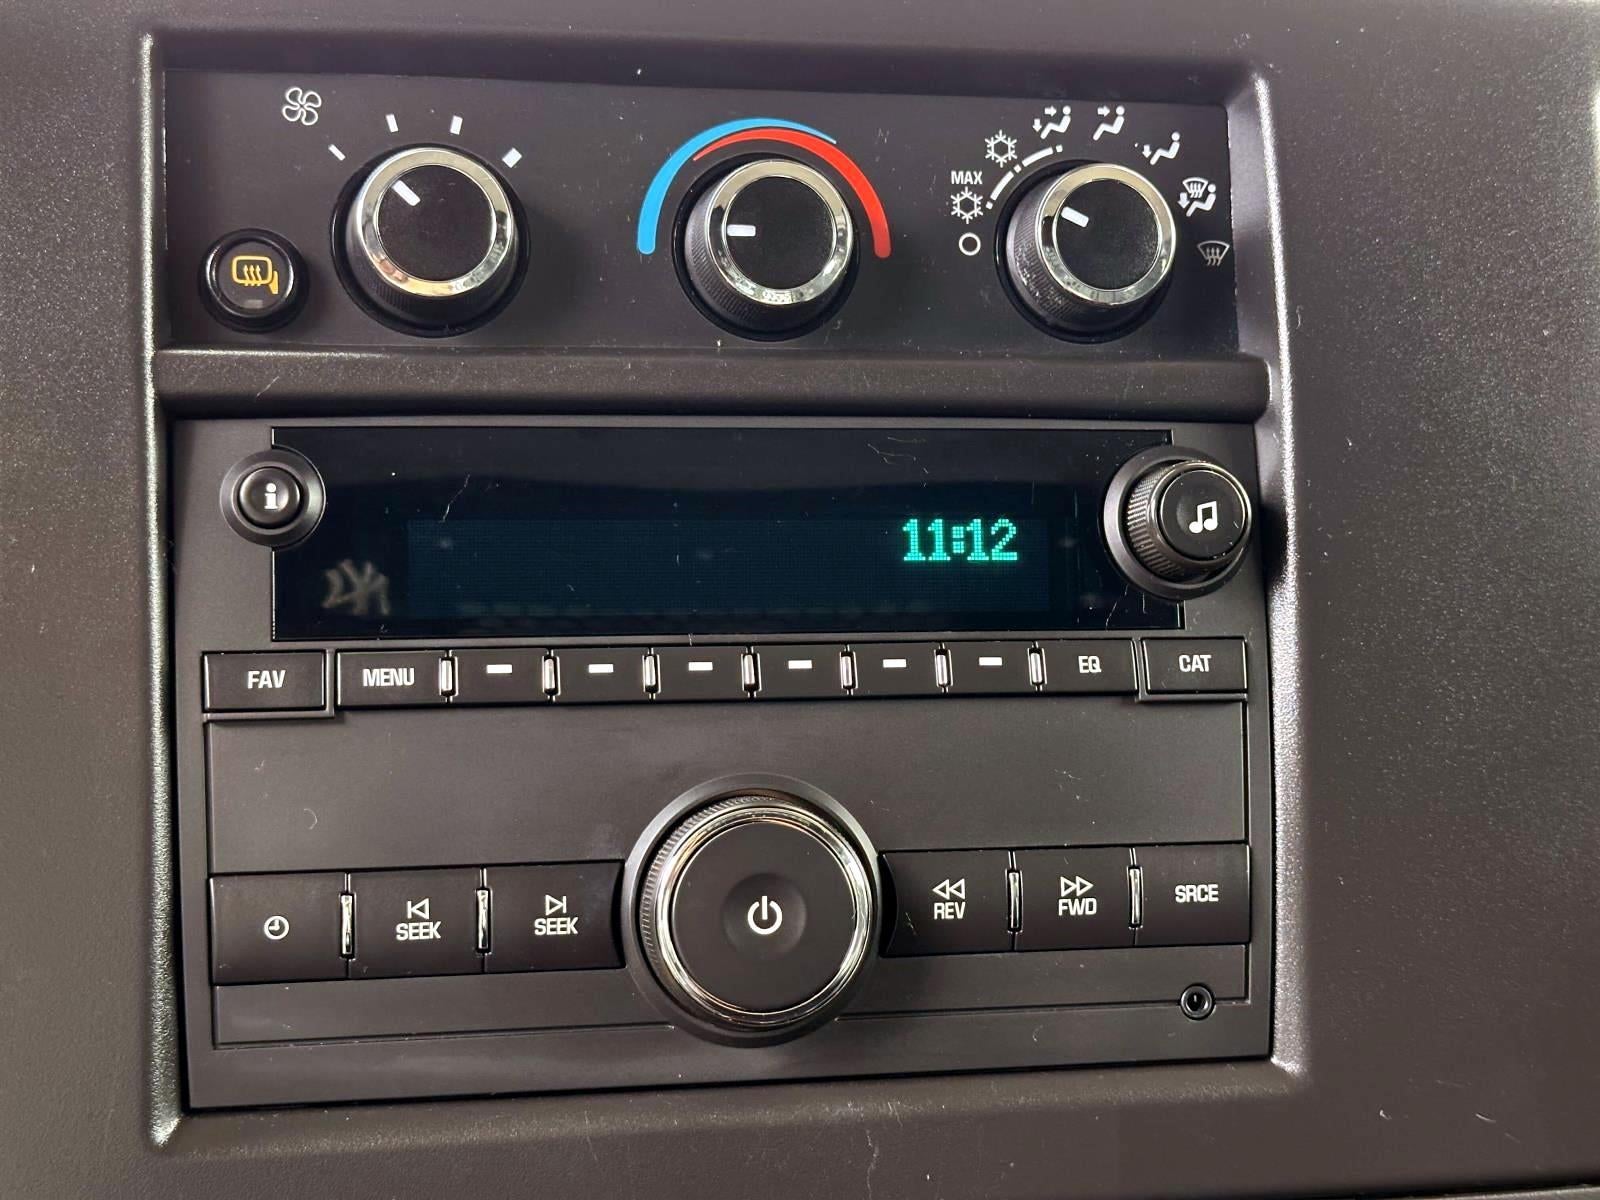 MAX
11:12
FAV MENU EQ CAT
SEEK SEEK REV FWD SRCE